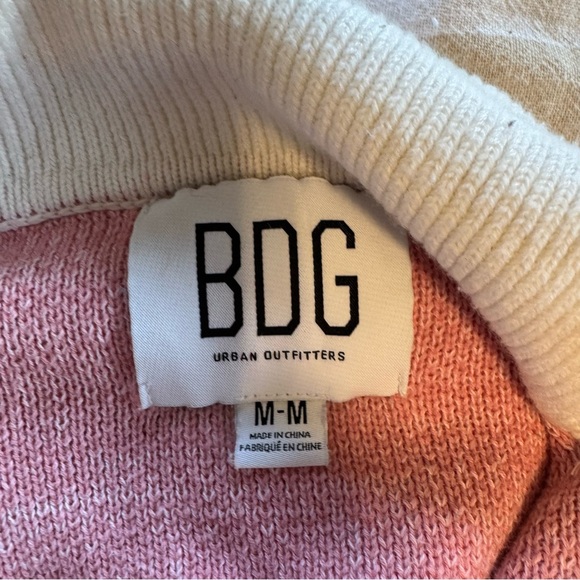 BDG
URBAN OUTFITTERS
M-M
MADE IN CHINA
FABRIQUÉ EN CHINE